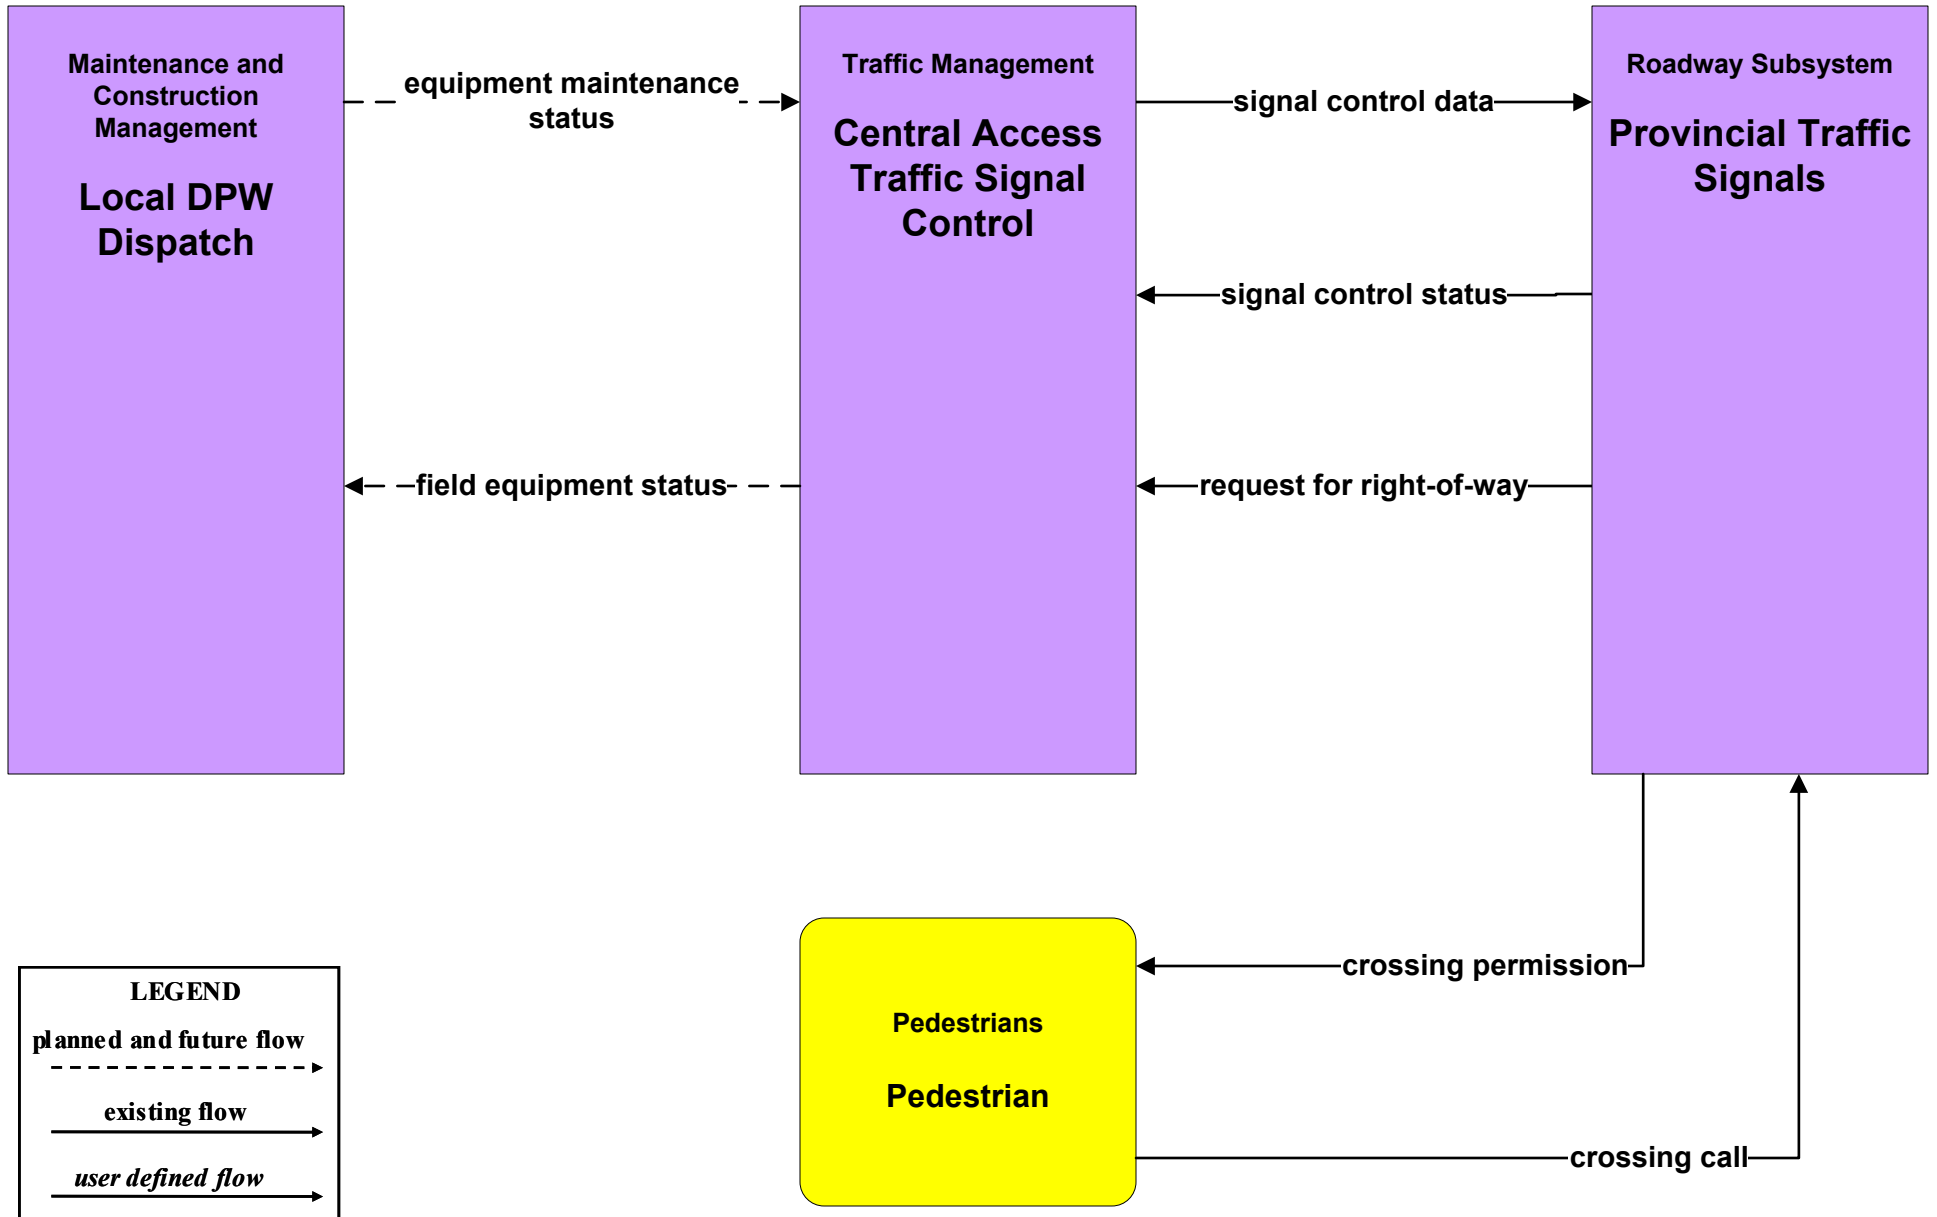 Maintenance and
Construction
Management
Local DPW
Dispatch
equipment maintenance
status
field equipment status
Traffic Management
Central Access
Traffic Signal
Control
signal control data
signal control status
request for right-of-way
Roadway Subsystem
Provincial Traffic
Signals
crossing permission
crossing call
Pedestrians
Pedestrian
LEGEND
planned and future flow
existing flow
user defined flow